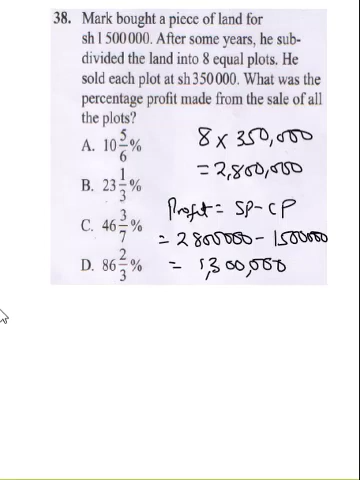 38. Mark bought a piece of land for
sh 1 500 000. After some years, he sub-
divided the land into 8 equal plots. He
sold each plot at sh 350 000. What was the
percentage profit made from the sale of all
the plots?
A. 10 5/6 %
B. 23 1/3 %
C. 46 3/7 %
D. 86 2/3 %
8 x 350,000
= 2,800,000
Profit = SP - CP
= 2800000 - 1500000
= 1,300,000